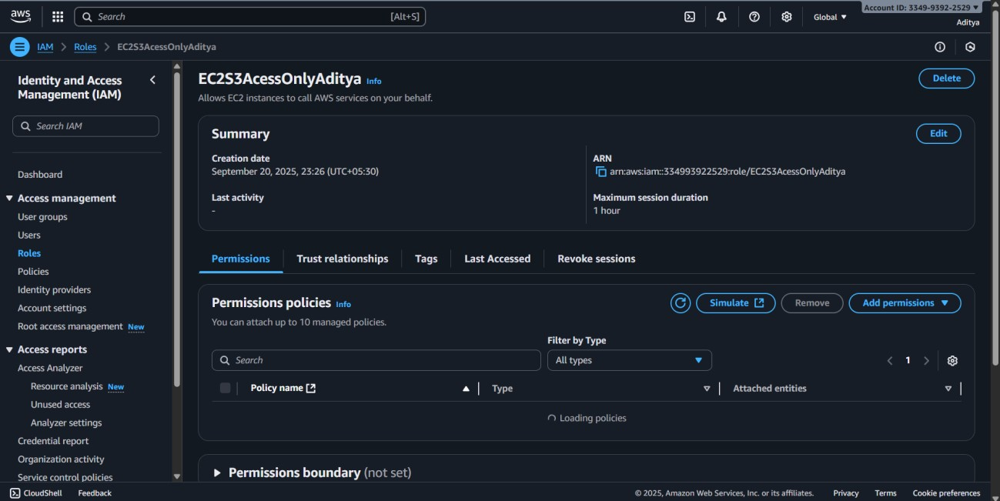 aws
Search
[Alt+S]
Global
Account ID: 3349-9392-2529
Aditya
IAM
Roles
EC2S3AcessOnlyAditya
Identity and Access
Management (IAM)
Search IAM
Dashboard
Access management
User groups
Users
Roles
Policies
Identity providers
Account settings
Root access management New
Access reports
Access Analyzer
Resource analysis New
Unused access
Analyzer settings
Credential report
Organization activity
Service control policies
EC2S3AcessOnlyAditya Info
Delete
Allows EC2 instances to call AWS services on your behalf.
Summary
Edit
Creation date
September 20, 2025, 23:26 (UTC+05:30)
ARN
arn:aws:iam::334993922529:role/EC2S3AcessOnlyAditya
Last activity
-
Maximum session duration
1 hour
Permissions
Trust relationships
Tags
Last Accessed
Revoke sessions
Permissions policies Info
Simulate
Remove
Add permissions
You can attach up to 10 managed policies.
Filter by Type
Search
All types
1
Policy name
Type
Attached entities
Loading policies
Permissions boundary (not set)
CloudShell
Feedback
© 2025, Amazon Web Services, Inc. or its affiliates.
Privacy
Terms
Cookie preferences